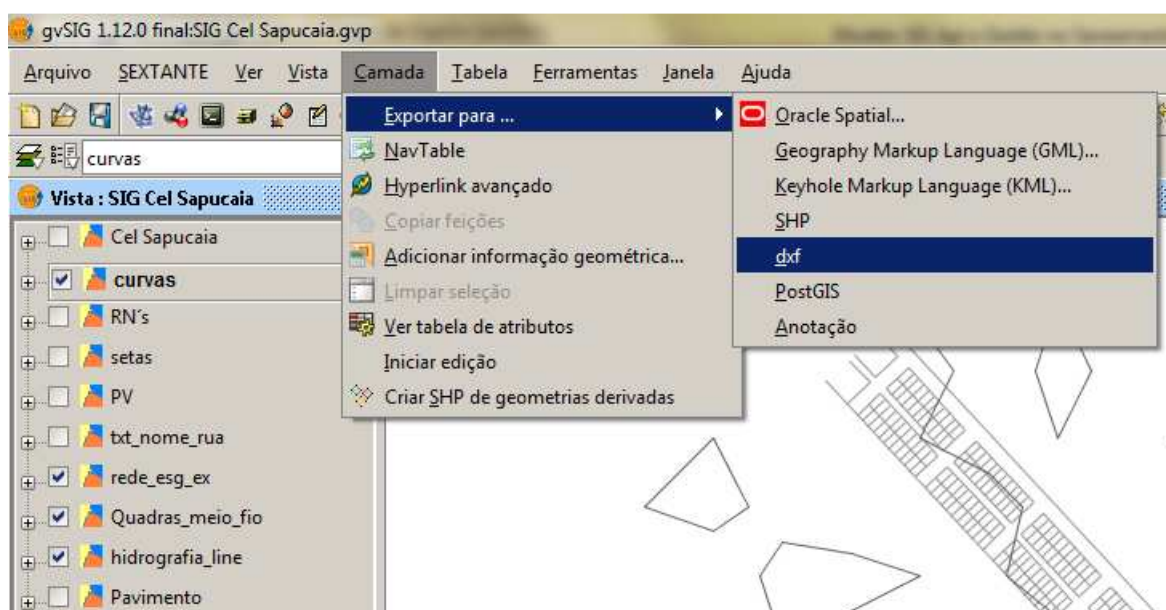 gvSIG 1.12.0 final:SIG Cel Sapucaia.gvp
Arquivo SEXTANTE Ver Vista Camada Tabela Ferramentas Janela Ajuda
curvas
Vista : SIG Cel Sapucaia
Cel Sapucaia
curvas
RN´s
setas
PV
txt_nome_rua
rede_esg_ex
Quadras_meio_fio
hidrografia_line
Pavimento
Exportar para ...
NavTable
Hyperlink avançado
Copiar feições
Adicionar informação geométrica...
Limpar seleção
Ver tabela de atributos
Iniciar edição
Criar SHP de geometrias derivadas
Oracle Spatial...
Geography Markup Language (GML)...
Keyhole Markup Language (KML)...
SHP
dxf
PostGIS
Anotação